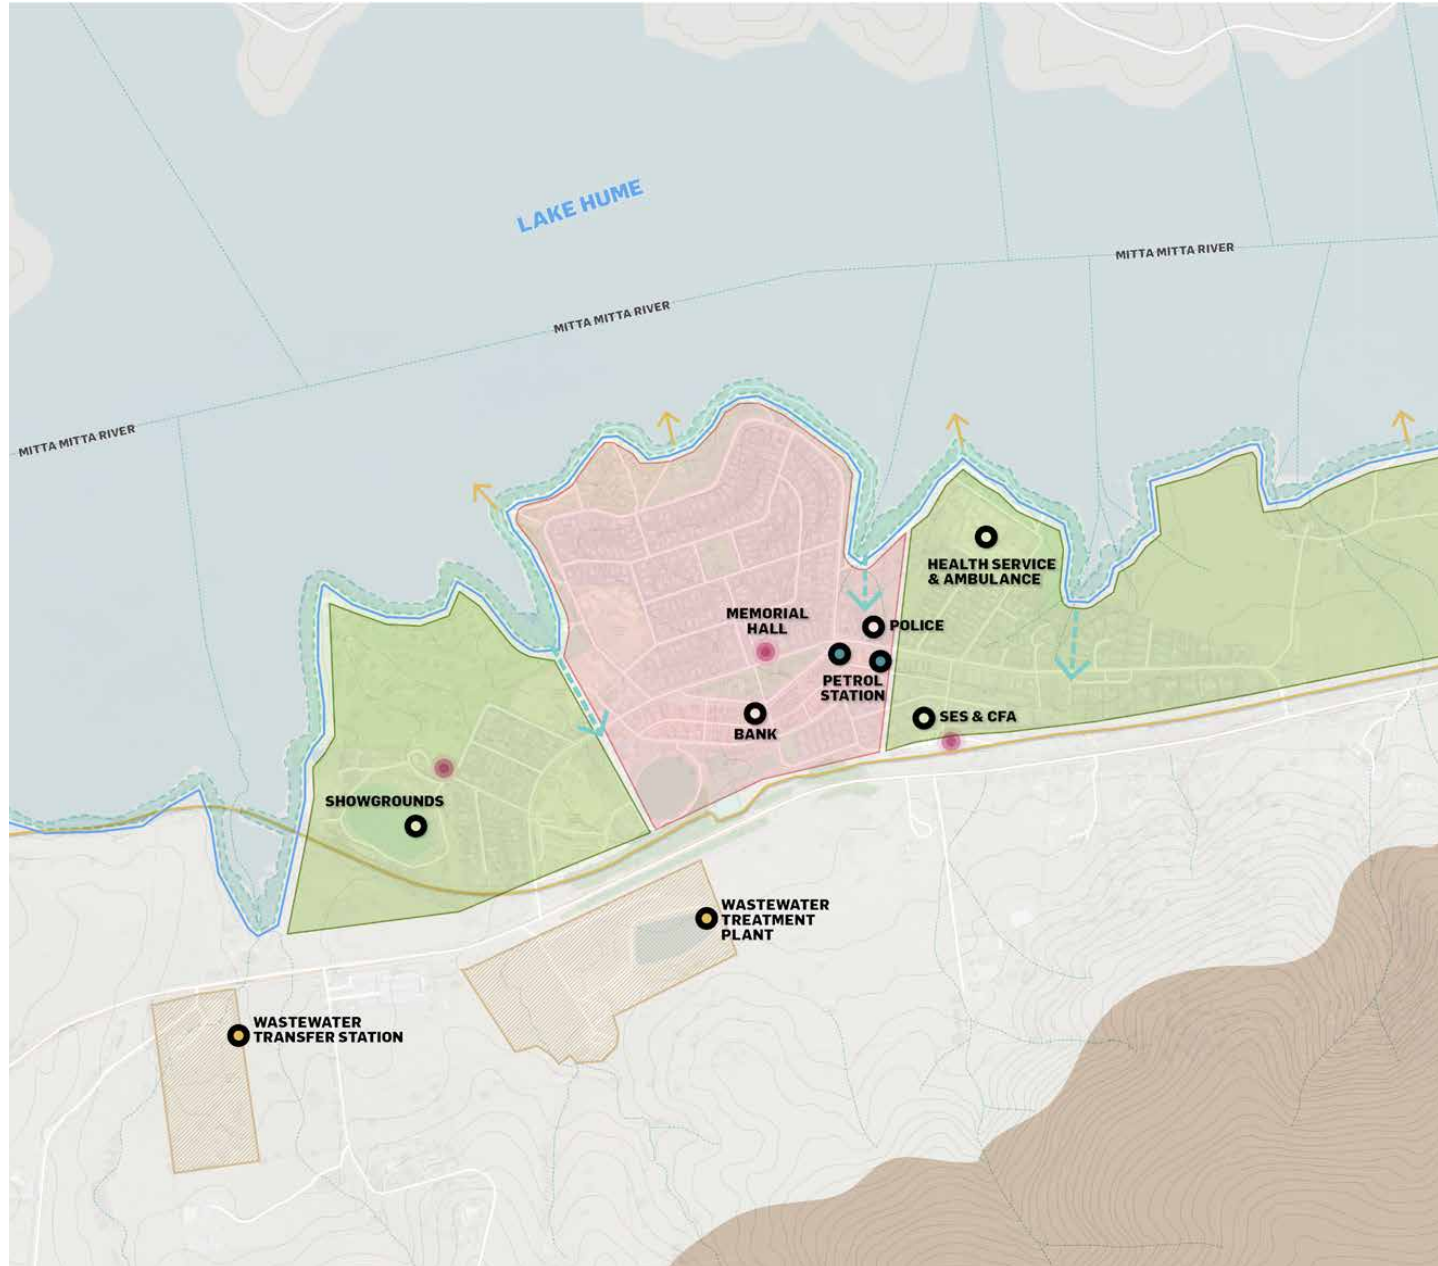 LAKE HUME
MITTA MITTA RIVER
MITTA MITTA RIVER
MITTA MITTA RIVER
HEALTH SERVICE
& AMBULANCE
MEMORIAL
HALL
POLICE
PETROL
STATION
SES & CFA
BANK
SHOWGROUNDS
WASTEWATER
TREATMENT
PLANT
WASTEWATER
TRANSFER STATION